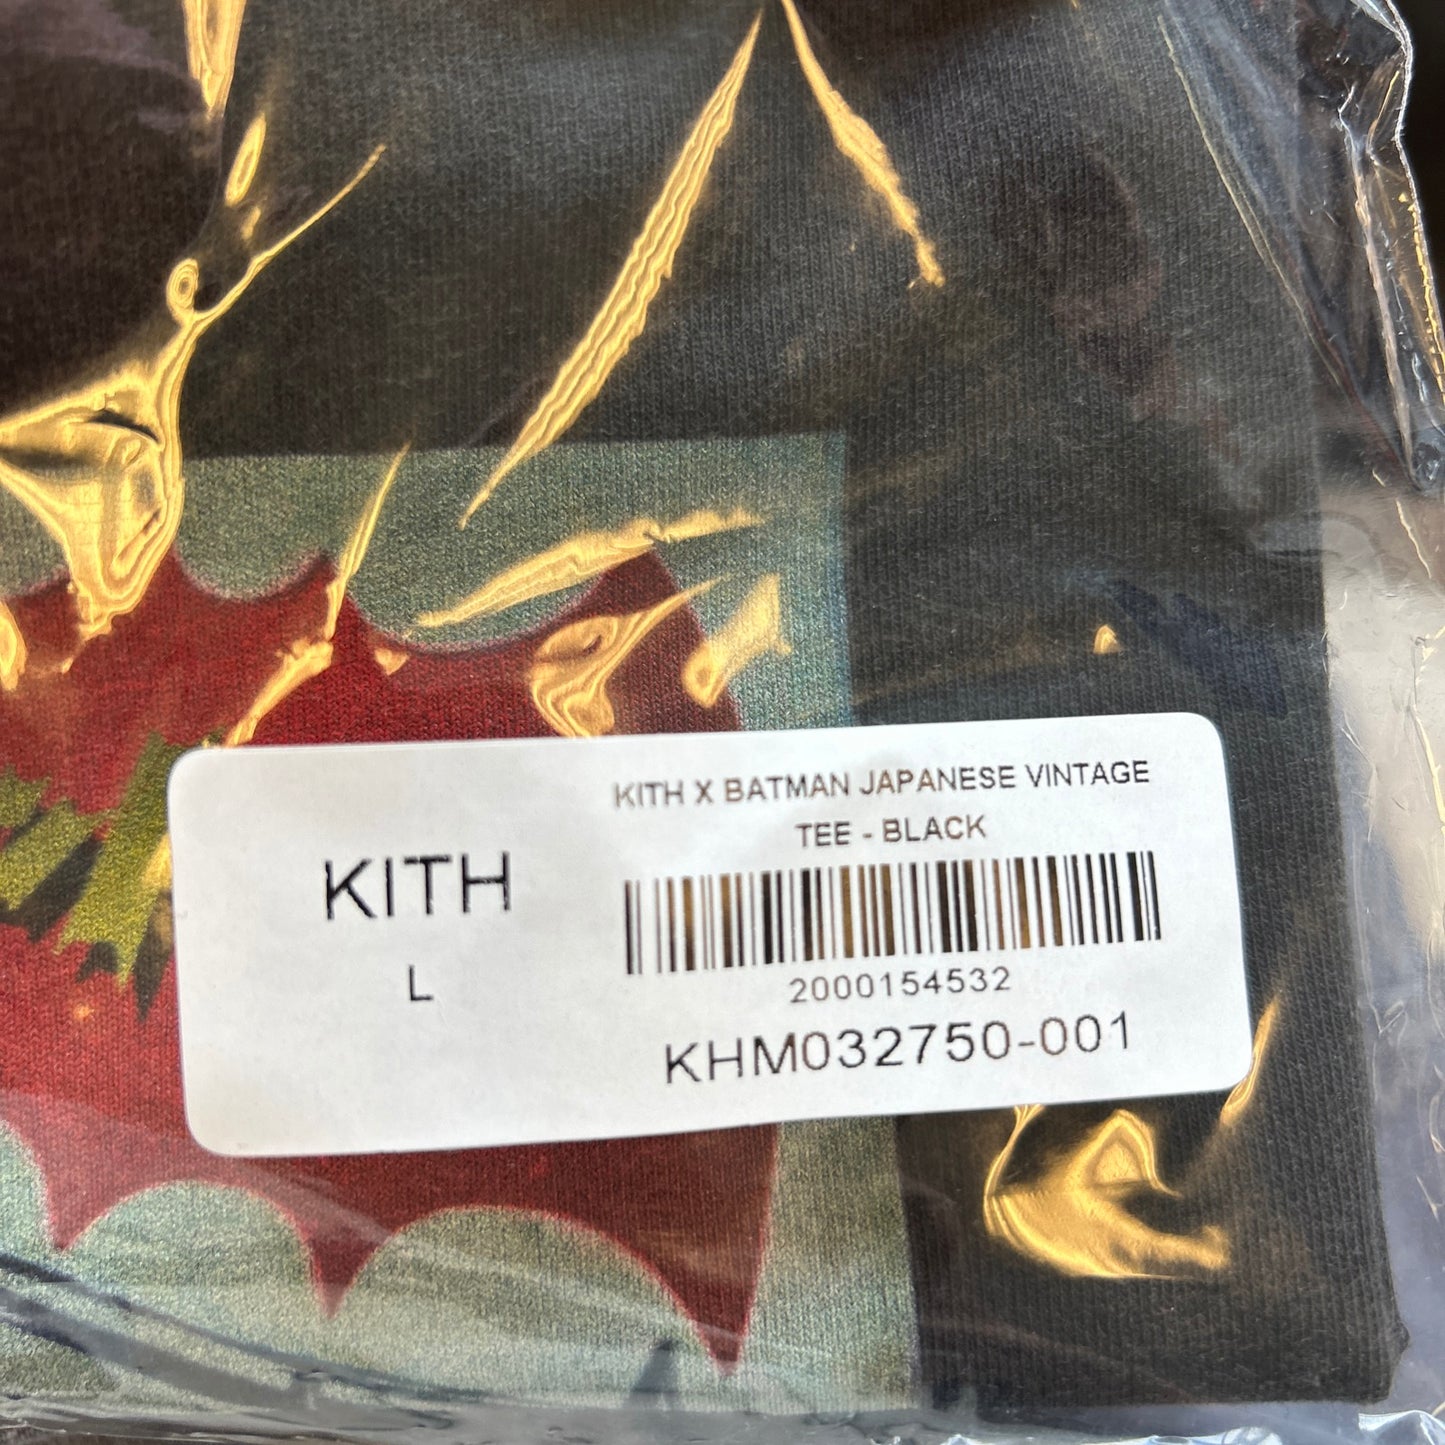 KITH
L
KITH X BATMAN JAPANESE VINTAGE
TEE - BLACK
2000154532
KHM032750-001